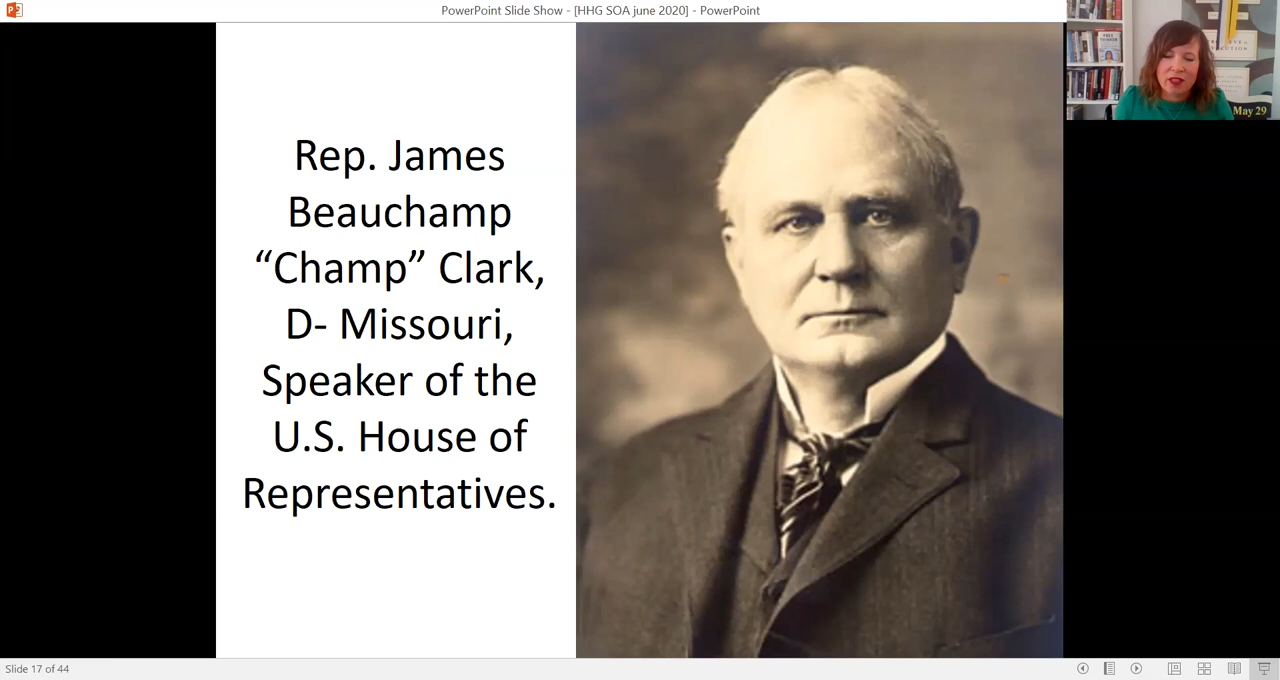 PowerPoint Slide Show - [HHG SOA june 2020] - PowerPoint
Rep. James
Beauchamp
“Champ” Clark,
D- Missouri,
Speaker of the
U.S. House of
Representatives.
May 29
Slide 17 of 44